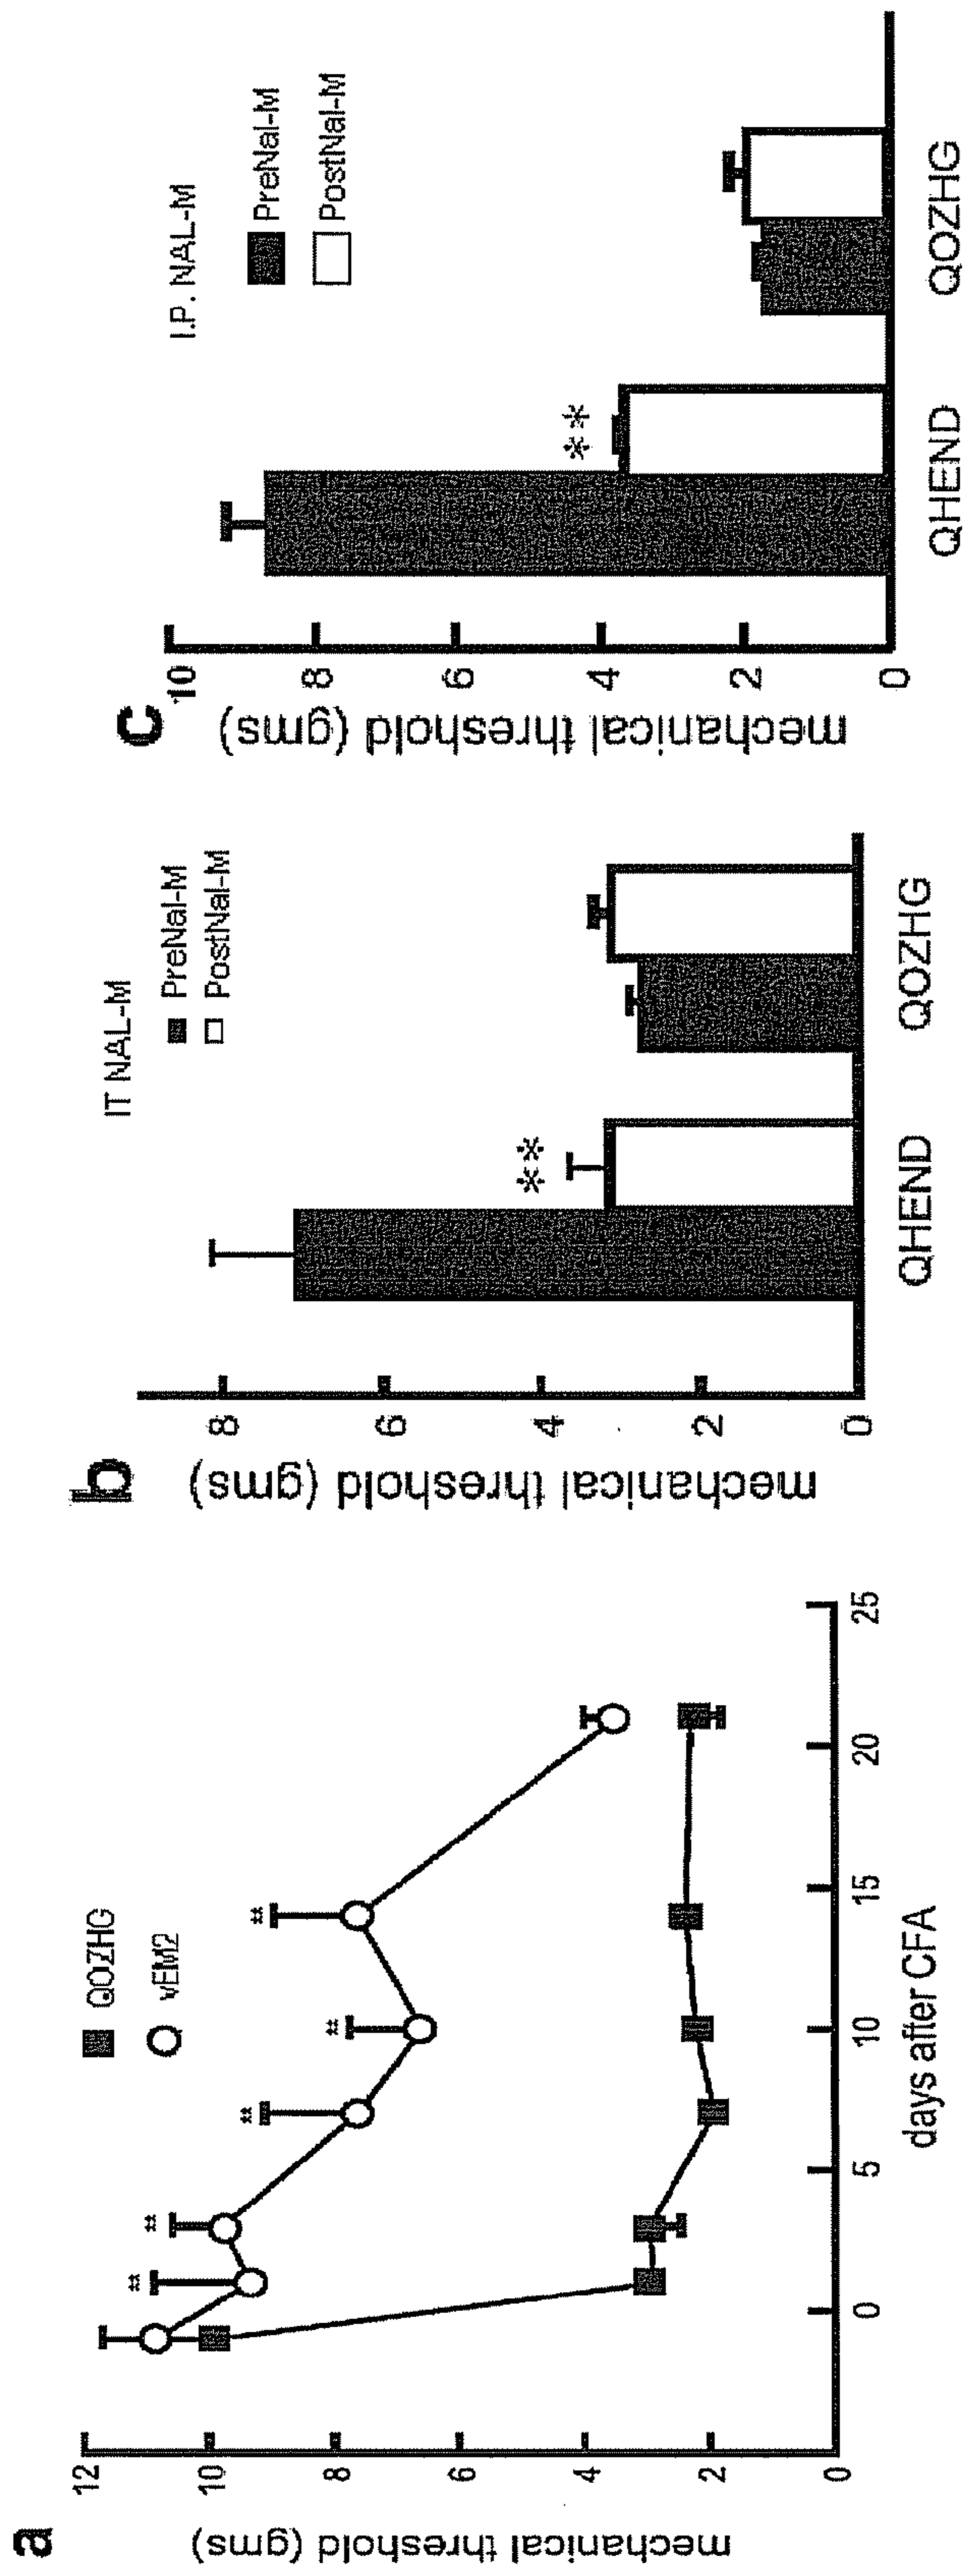 a
mechanical threshold (gms)
12
10
8
6
4
2
0
QOZHG
vEM2
**
**
**
**
**
0
5
10
15
20
25
days after CFA
b
mechanical threshold (gms)
8
6
4
2
0
IT NAL-M
PreNal-M
PostNal-M
**
QHEND
QOZHG
c
mechanical threshold (gms)
10
8
6
4
2
0
I.P. NAL-M
PreNal-M
PostNal-M
**
QHEND
QOZHG